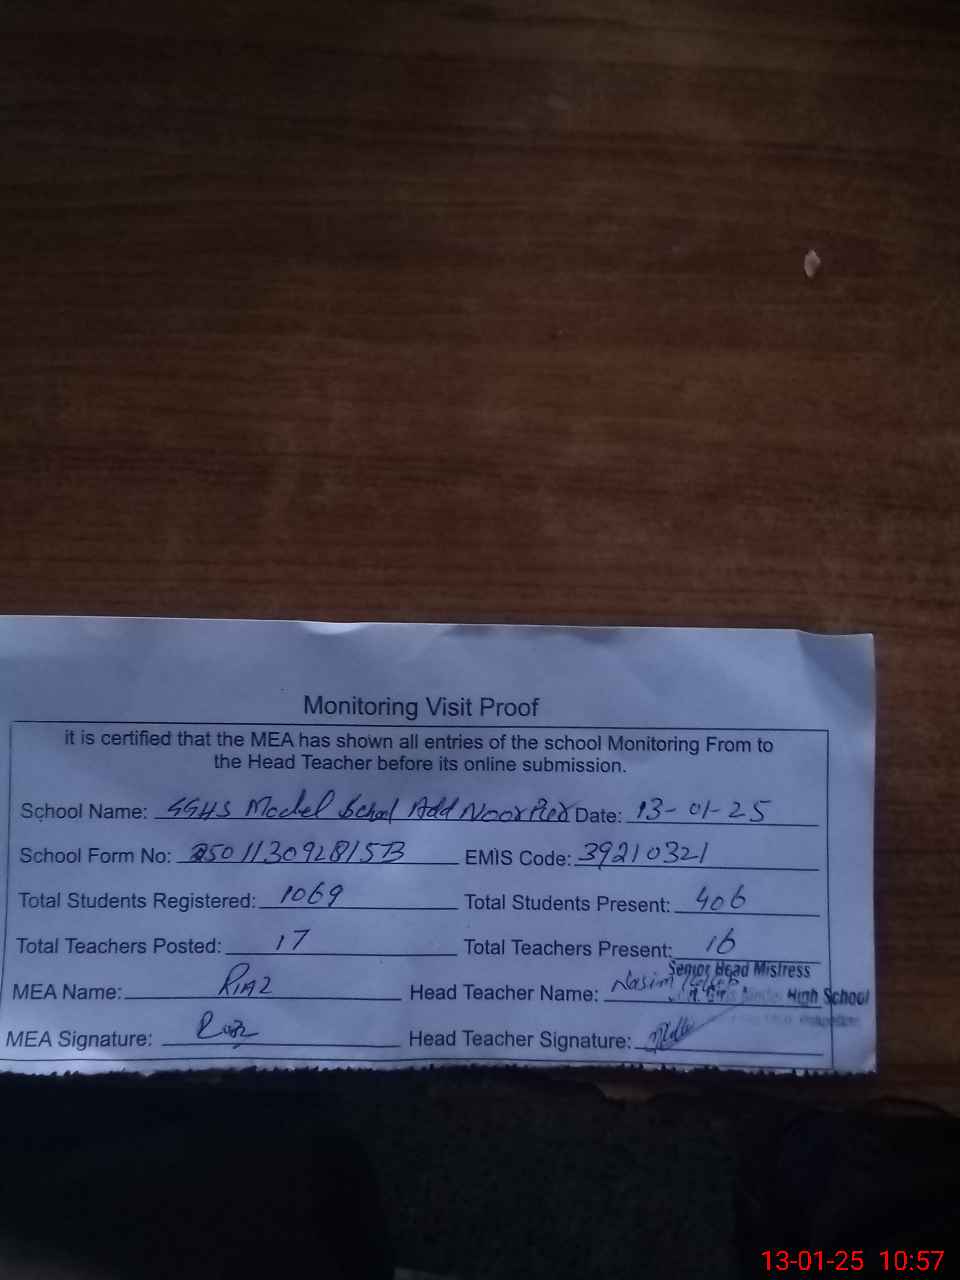 Monitoring Visit Proof
it is certified that the MEA has shown all entries of the school Monitoring From to
the Head Teacher before its online submission.
School Name: GGHS Model School Add Noor Pier Date: 13-01-25
School Form No: 250113092815B EMIS Code: 39210321
Total Students Registered: 1069 Total Students Present: 406
Total Teachers Posted: 17 Total Teachers Present: 16
Senior Head Mistress
MEA Name: RIAZ Head Teacher Name: Nasim
High School
MEA Signature: Riaz Head Teacher Signature:
13-01-25 10:57